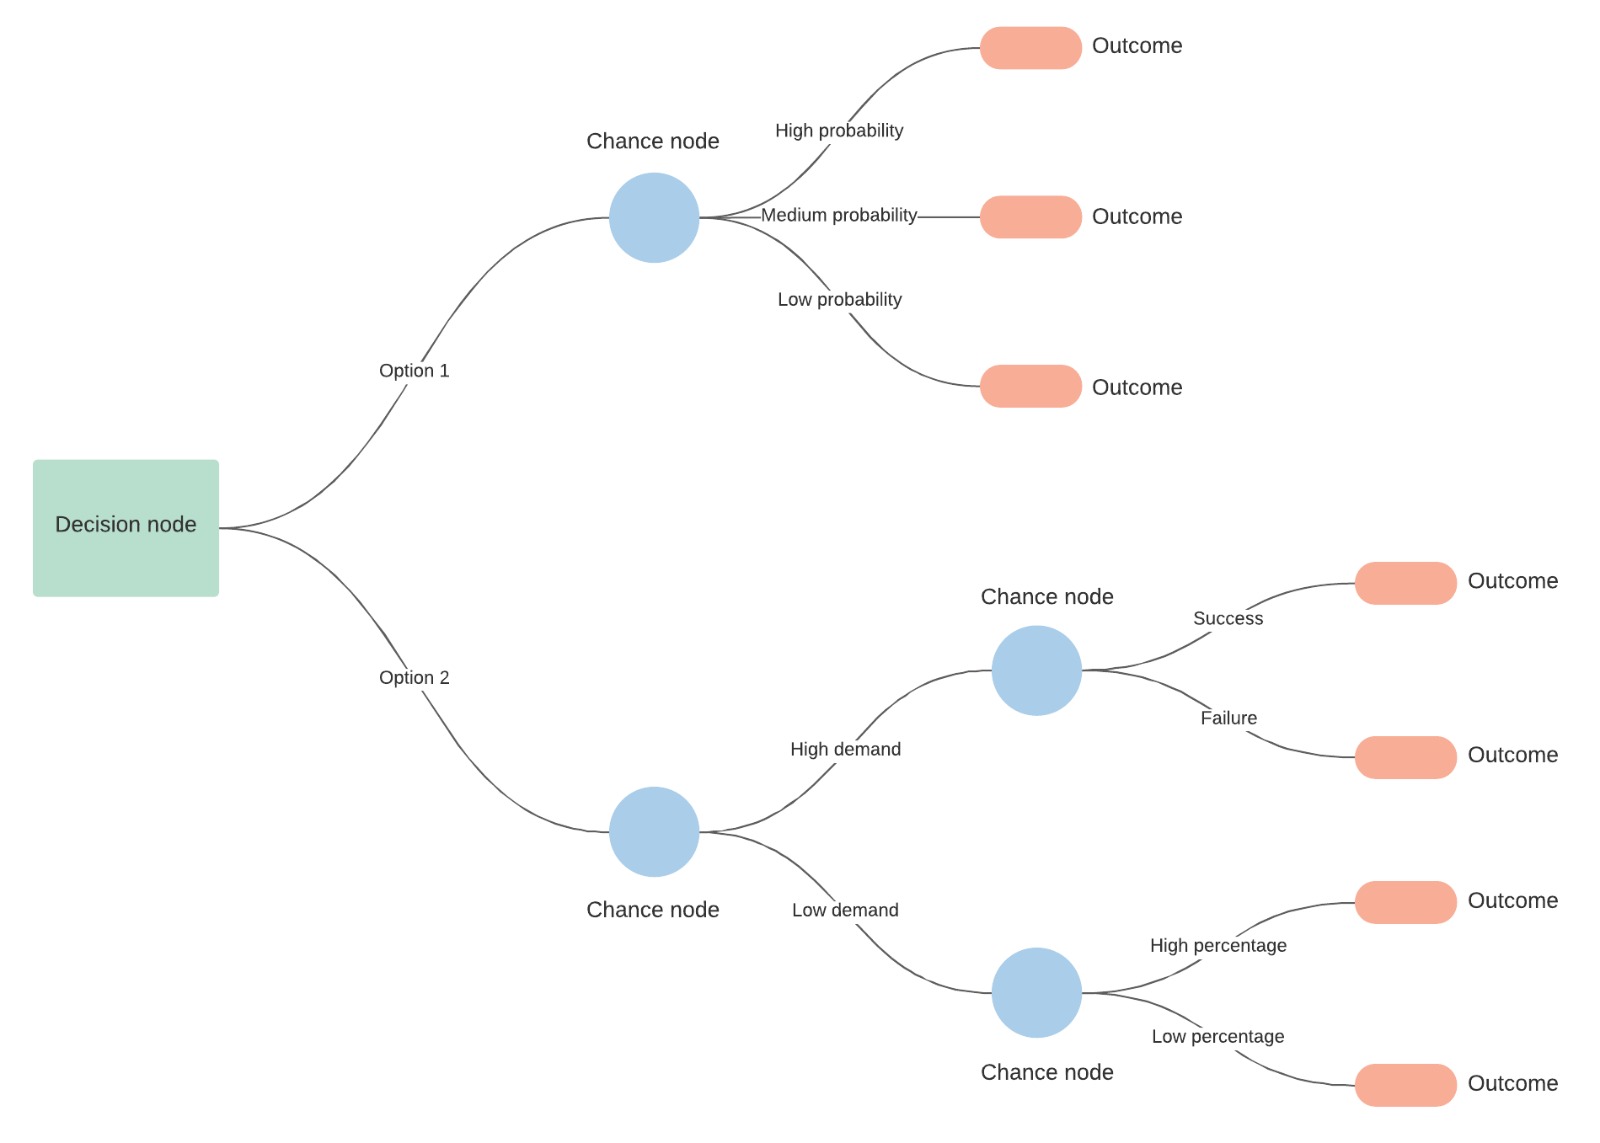 Outcome
High probability
Chance node
Medium probability
Outcome
Low probability
Outcome
Option 1
Decision node
Option 2
Chance node
Success
Outcome
Failure
Outcome
High demand
Chance node
Low demand
High percentage
Outcome
Low percentage
Outcome
Chance node